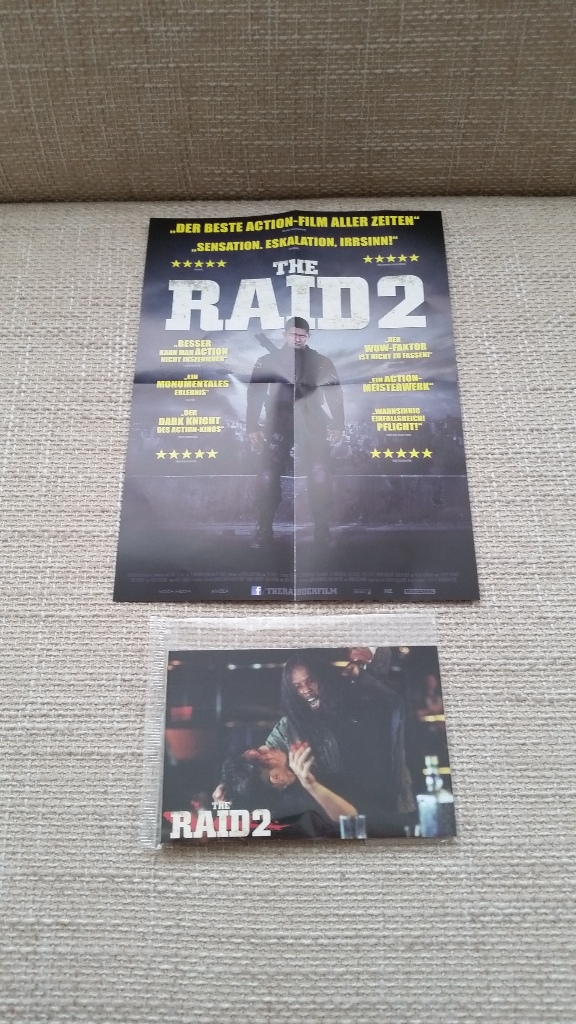 „DER BESTE ACTION-FILM ALLER ZEITEN“
„SENSATION. ESKALATION, IRRSINN!“
THE
RAID 2
„BESSER
KANN MAN ACTION
NICHT INSZENIEREN“
„EIN
MONUMENTALES
ERLEBNIS“
„DER
DARK KNIGHT
DES ACTION-KINOS“
„DER
WOW-FAKTOR
IST NICHT ZU FASSEN!“
„EIN ACTION-
MEISTERWERK“
„WAHNSINNIG
EINFALLSREICH!
PFLICHT!“
THERAIDDERFILM
THE
RAID 2